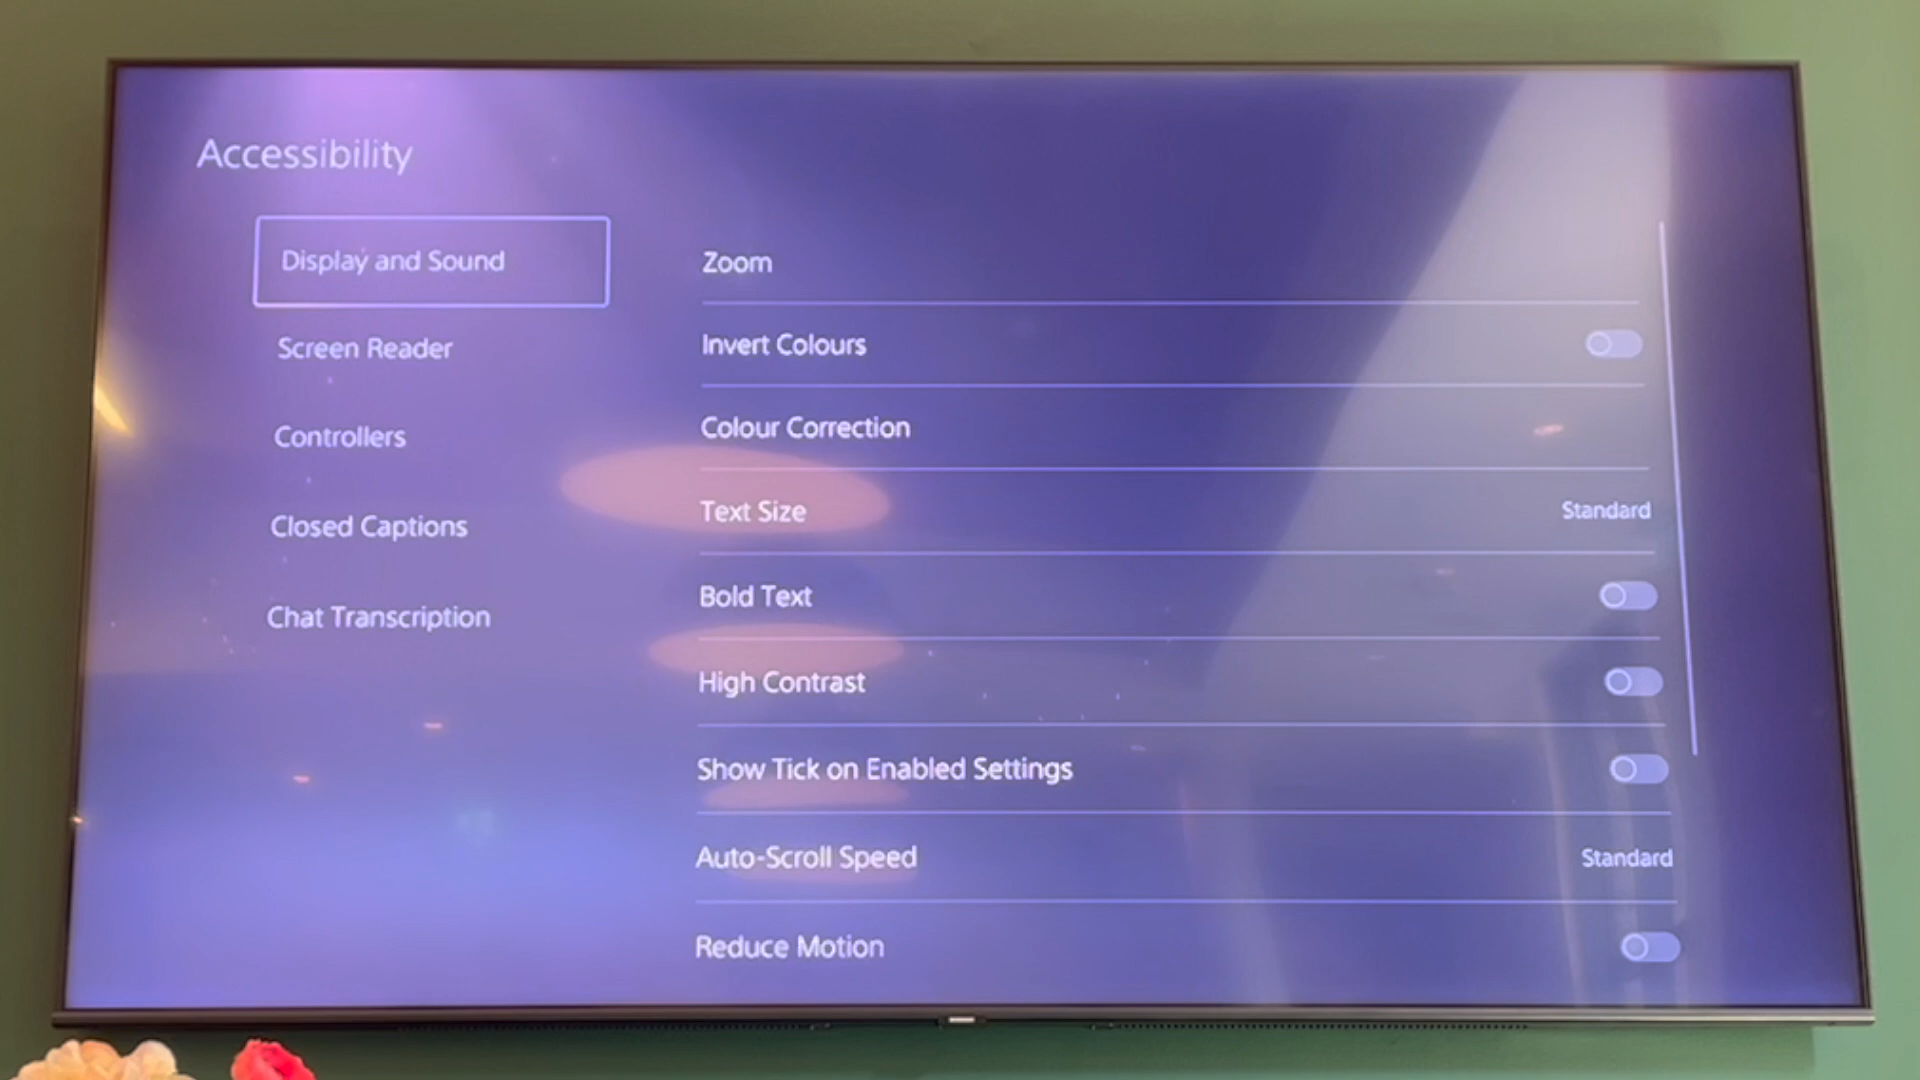 Accessibility
Display and Sound
Screen Reader
Controllers
Closed Captions
Chat Transcription
Zoom
Invert Colours
Colour Correction
Text Size Standard
Bold Text
High Contrast
Show Tick on Enabled Settings
Auto-Scroll Speed Standard
Reduce Motion